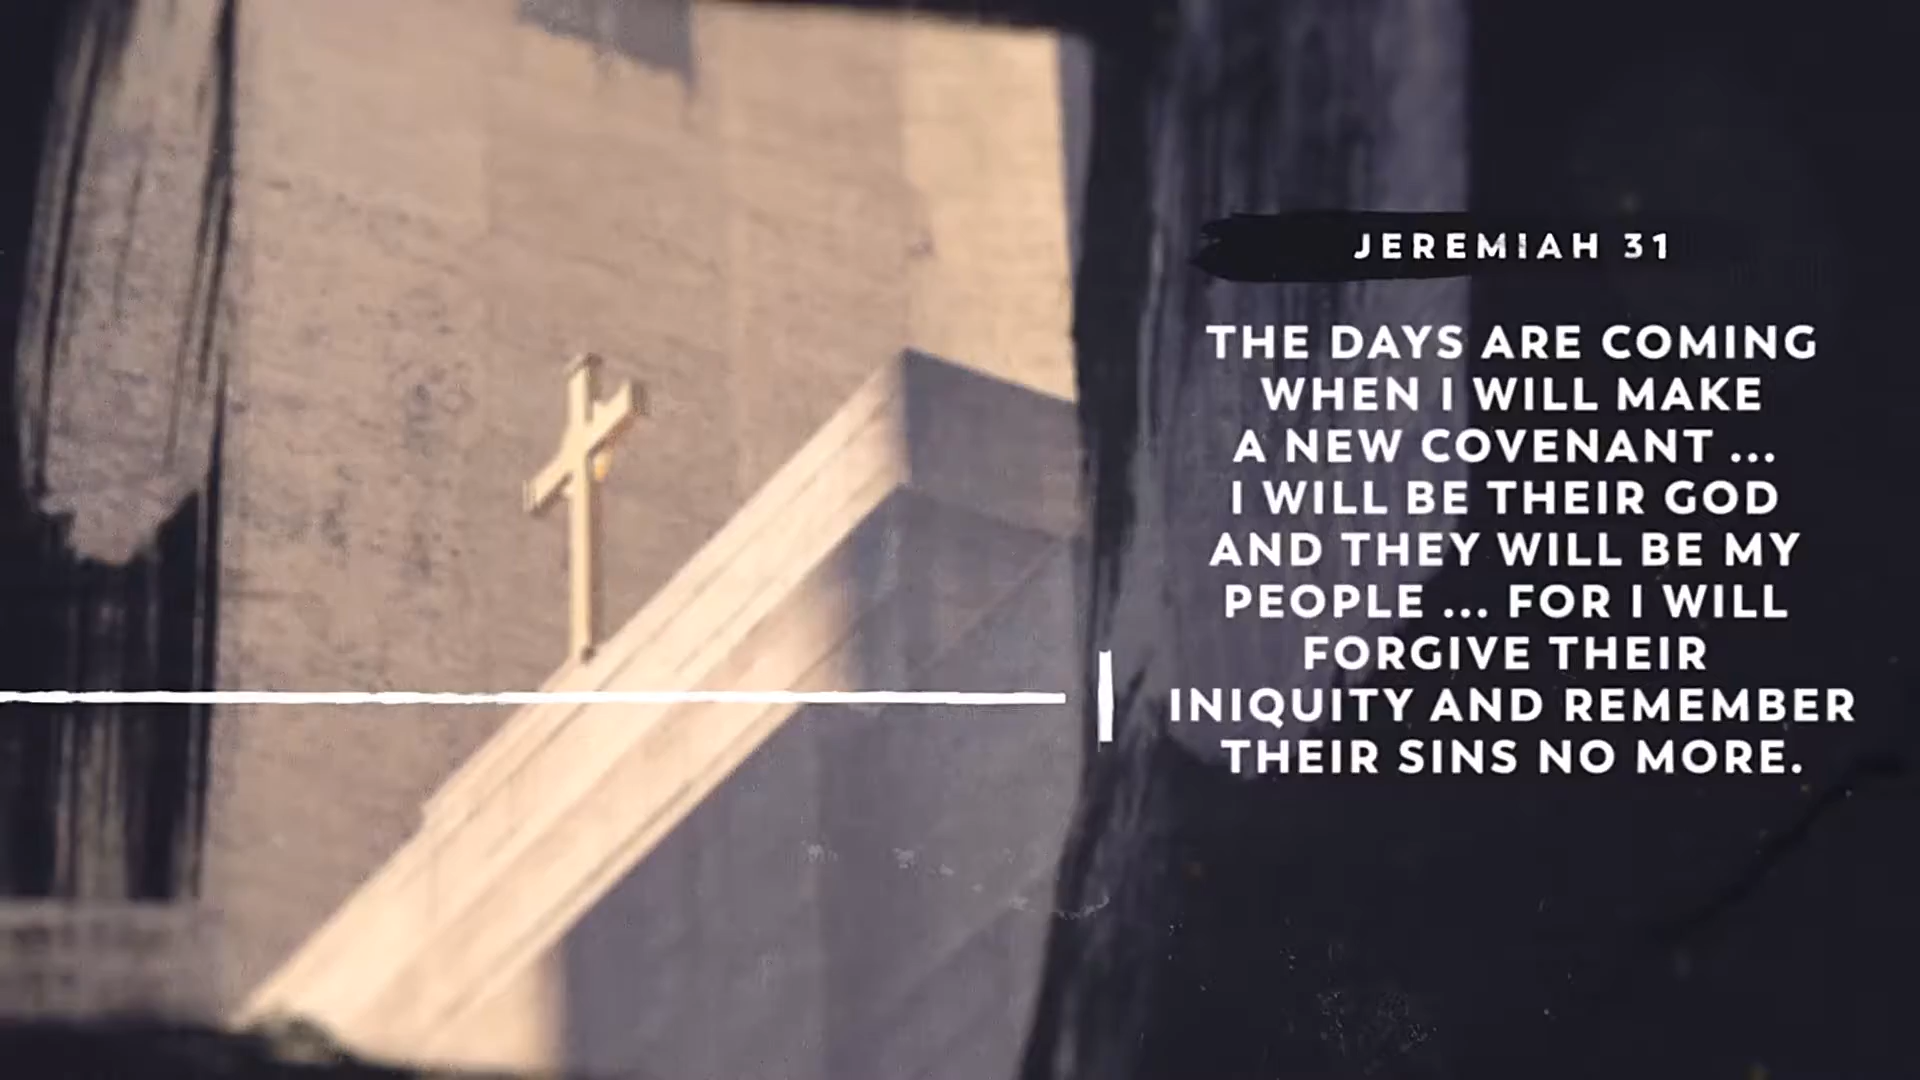 JEREMIAH 31
THE DAYS ARE COMING
WHEN I WILL MAKE
A NEW COVENANT ...
I WILL BE THEIR GOD
AND THEY WILL BE MY
PEOPLE ... FOR I WILL
FORGIVE THEIR
INIQUITY AND REMEMBER
THEIR SINS NO MORE.